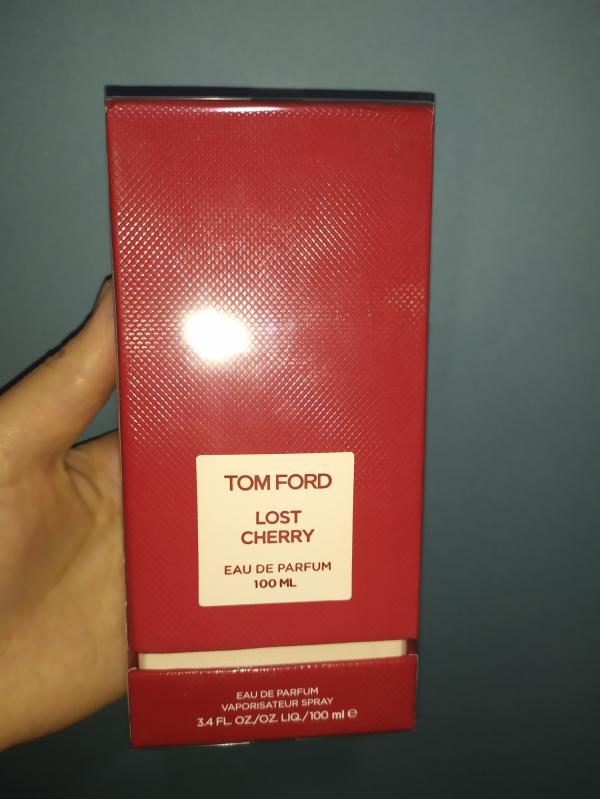 TOM FORD
LOST
CHERRY
EAU DE PARFUM
100 ML
EAU DE PARFUM
VAPORISATEUR SPRAY
3.4 FL. OZ./OZ. LIQ./100 ml ℮